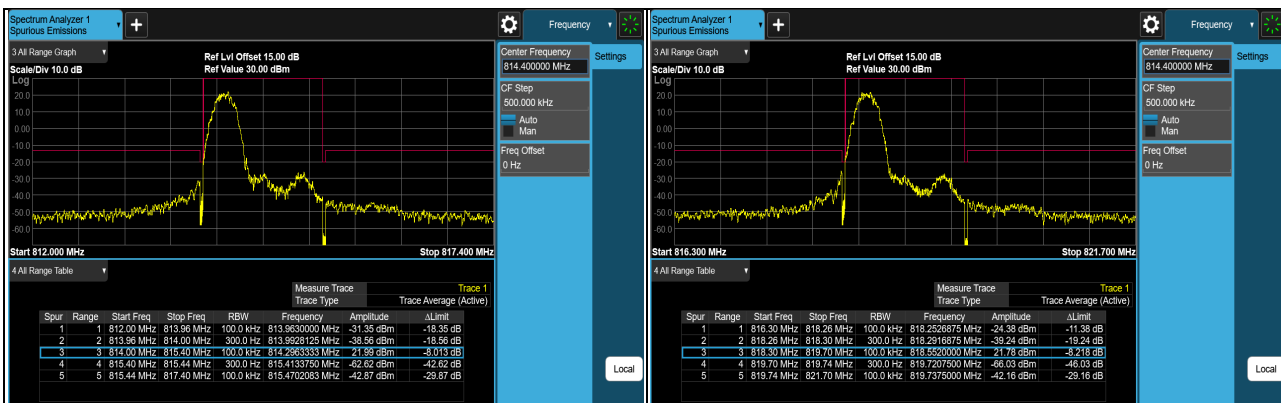 Spectrum Analyzer 1
Spurious Emissions
Frequency
3 All Range Graph
Ref Lvl Offset 15.00 dB
Scale/Div 10.0 dB
Ref Value 30.00 dBm
Log
20.0
10.0
0.00
-10.0
-20.0
-30.0
-40.0
-50.0
-60.0
Start 812.000 MHz
Stop 817.400 MHz
Center Frequency
814.400000 MHz
Settings
CF Step
500.000 kHz
Auto
Man
Freq Offset
0 Hz
Local
4 All Range Table
Measure Trace Trace 1
Trace Type Trace Average (Active)
Spur Range Start Freq Stop Freq RBW Frequency Amplitude ΔLimit
1 1 812.00 MHz 813.96 MHz 100.0 kHz 813.9630000 MHz -31.35 dBm -18.35 dB
2 2 813.96 MHz 814.00 MHz 300.0 Hz 813.9928125 MHz -38.56 dBm -18.56 dB
3 3 814.00 MHz 815.40 MHz 100.0 kHz 814.2963333 MHz 21.99 dBm -8.013 dB
4 4 815.40 MHz 815.44 MHz 300.0 Hz 815.4133750 MHz -62.62 dBm -42.62 dB
5 5 815.44 MHz 817.40 MHz 100.0 kHz 815.4702083 MHz -42.87 dBm -29.87 dB
Spectrum Analyzer 1
Spurious Emissions
Frequency
3 All Range Graph
Ref Lvl Offset 15.00 dB
Scale/Div 10.0 dB
Ref Value 30.00 dBm
Log
20.0
10.0
0.00
-10.0
-20.0
-30.0
-40.0
-50.0
-60.0
Start 816.300 MHz
Stop 821.700 MHz
Center Frequency
814.400000 MHz
Settings
CF Step
500.000 kHz
Auto
Man
Freq Offset
0 Hz
Local
4 All Range Table
Measure Trace Trace 1
Trace Type Trace Average (Active)
Spur Range Start Freq Stop Freq RBW Frequency Amplitude ΔLimit
1 1 816.30 MHz 818.26 MHz 100.0 kHz 818.2526875 MHz -24.38 dBm -11.38 dB
2 2 818.26 MHz 818.30 MHz 300.0 Hz 818.2916875 MHz -39.24 dBm -19.24 dB
3 3 818.30 MHz 819.70 MHz 100.0 kHz 818.5520000 MHz 21.78 dBm -8.218 dB
4 4 819.70 MHz 819.74 MHz 300.0 Hz 819.7207500 MHz -66.03 dBm -46.03 dB
5 5 819.74 MHz 821.70 MHz 100.0 kHz 819.7375000 MHz -42.16 dBm -29.16 dB